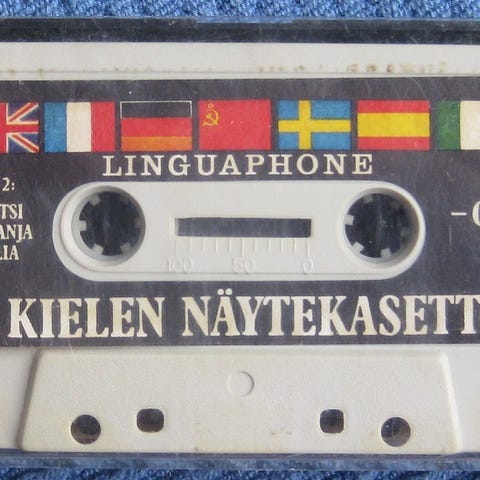 LINGUAPHONE
2:
TSI
ANJA
LIA
100 50 0
KIELEN NÄYTEKASETT